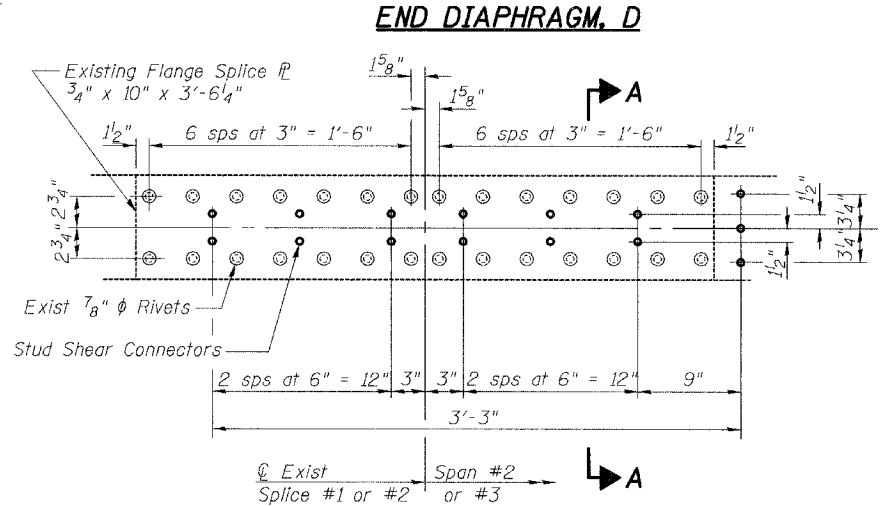 END DIAPHRAGM, D
Existing Flange Splice ℙ
3/4" x 10" x 3'-6 1/4"
1 5/8"
1 5/8"
A
1 1/2"
6 sps at 3" = 1'-6"
6 sps at 3" = 1'-6"
1 1/2"
2 3/4"
2 3/4"
1 1/2"
3 1/4"
1 1/2"
3 1/4"
Exist 7/8" ϕ Rivets
Stud Shear Connectors
2 sps at 6" = 12"
3"
3"
2 sps at 6" = 12"
9"
3'-3"
℄ Exist
Splice #1 or #2
Span #2
or #3
A